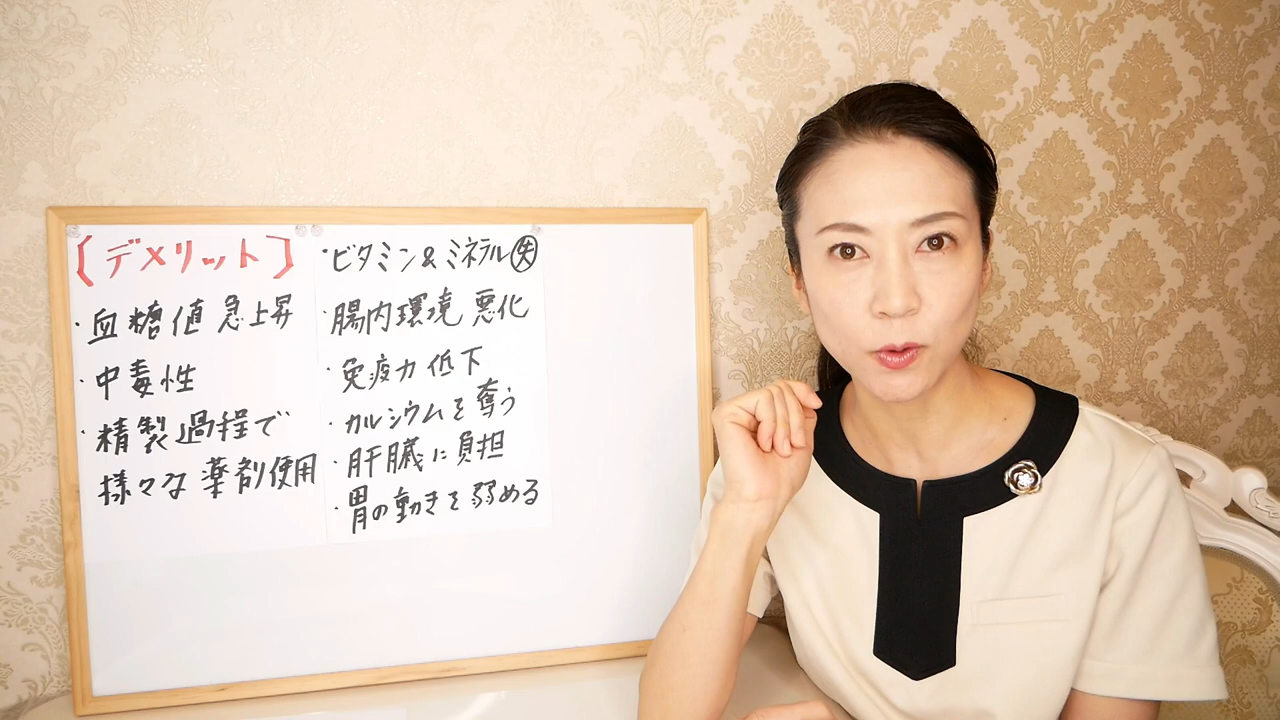 【デメリット】
・血糖値 急上昇
・中毒性
・精製過程で
様々な薬剤使用
・ビタミン&ミネラル㊛
・腸内環境 悪化
・免疫力 低下
・カルシウムを奪う
・肝臓に負担
・胃の動きを弱める